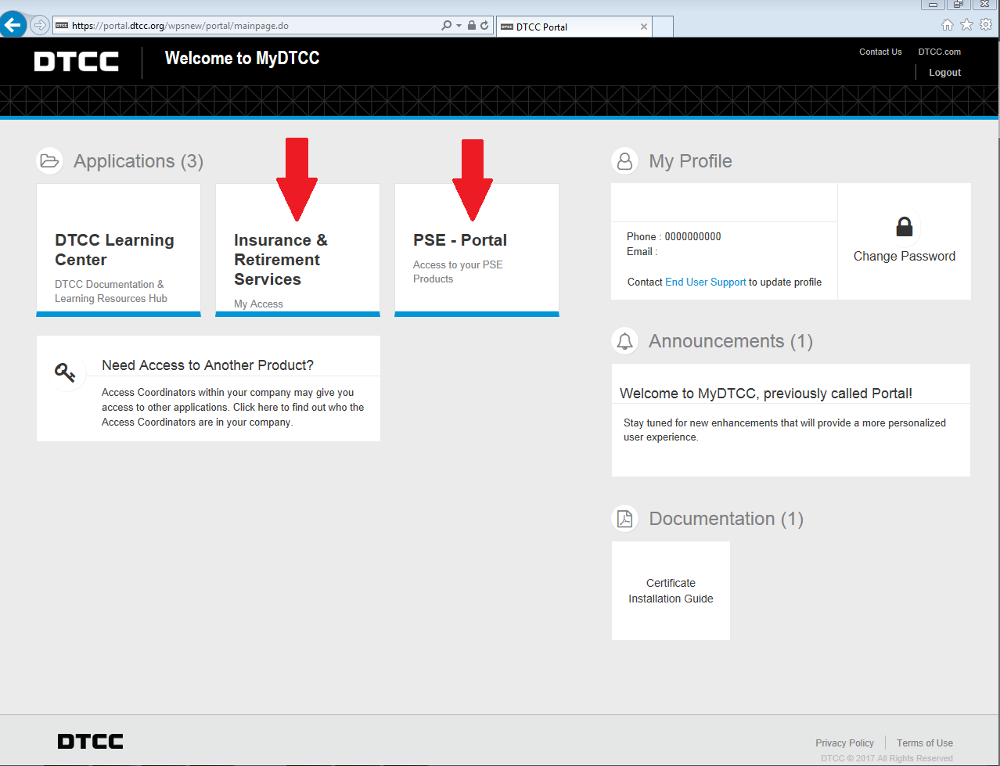 https://portal.dtcc.org/wpsnew/portal/mainpage.do
DTCC Portal
DTCC
Welcome to MyDTCC
Contact Us
DTCC.com
Logout
Applications (3)
DTCC Learning
Center
DTCC Documentation &
Learning Resources Hub
Insurance &
Retirement
Services
My Access
PSE - Portal
Access to your PSE
Products
Need Access to Another Product?
Access Coordinators within your company may give you
access to other applications. Click here to find out who the
Access Coordinators are in your company.
My Profile
Phone : 0000000000
Email :
Contact End User Support to update profile
Change Password
Announcements (1)
Welcome to MyDTCC, previously called Portal!
Stay tuned for new enhancements that will provide a more personalized
user experience.
Documentation (1)
Certificate
Installation Guide
DTCC
Privacy Policy
Terms of Use
DTCC © 2017 All Rights Reserved